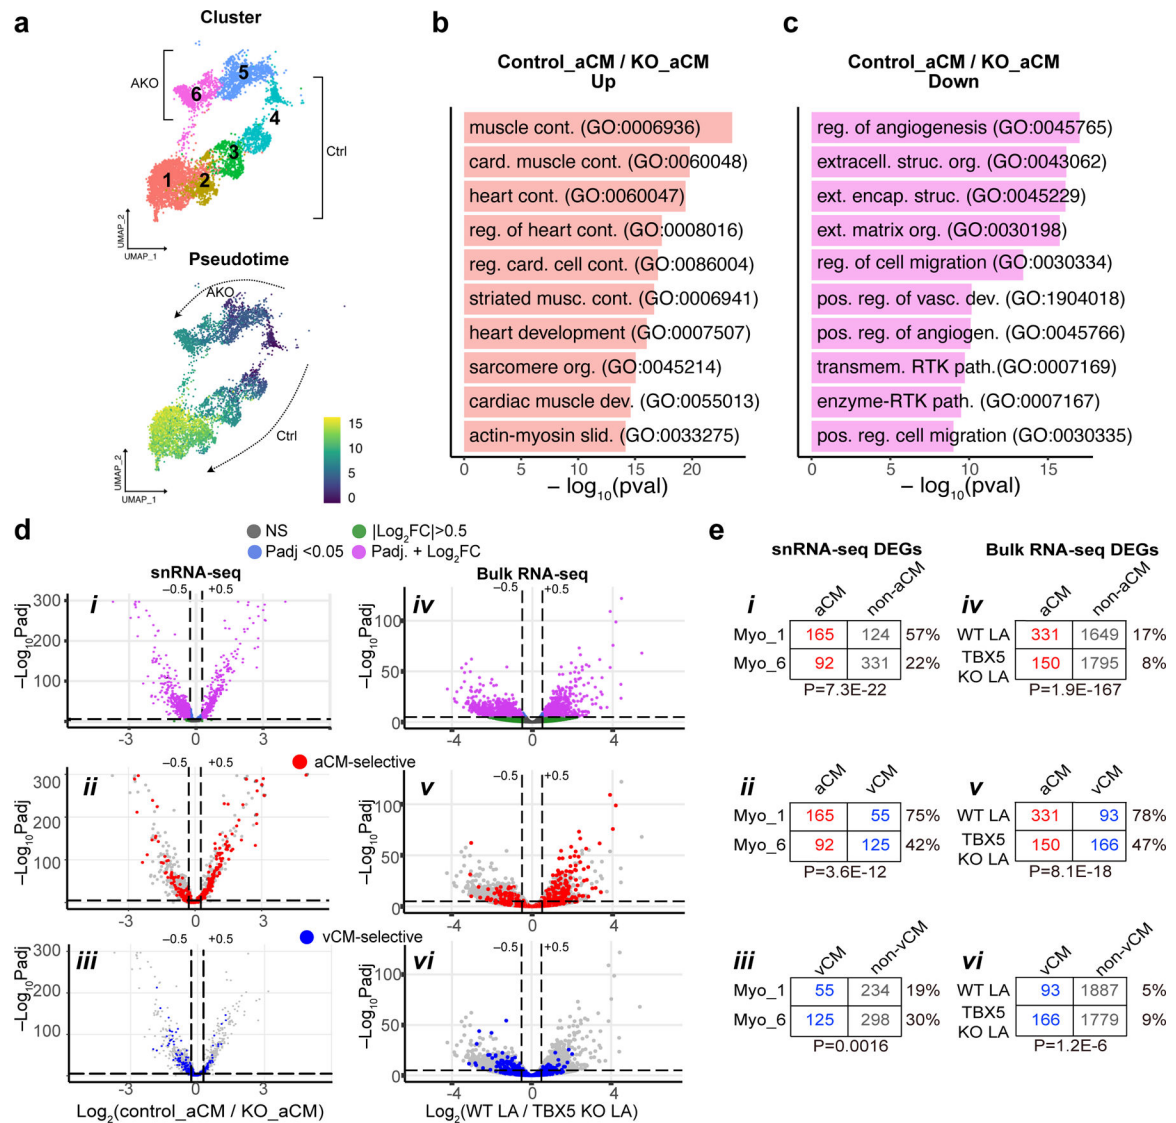 a
Cluster
AKO
5
6
4
Ctrl
3
1
2
UMAP_2
UMAP_1
Pseudotime
AKO
Ctrl
UMAP_2
UMAP_1
15
10
5
0
b
Control_aCM / KO_aCM
Up
muscle cont. (GO:0006936)
card. muscle cont. (GO:0060048)
heart cont. (GO:0060047)
reg. of heart cont. (GO:0008016)
reg. card. cell cont. (GO:0086004)
striated musc. cont. (GO:0006941)
heart development (GO:0007507)
sarcomere org. (GO:0045214)
cardiac muscle dev. (GO:0055013)
actin-myosin slid. (GO:0033275)
0 5 10 15 20
− log10(pval)
c
Control_aCM / KO_aCM
Down
reg. of angiogenesis (GO:0045765)
extracell. struc. org. (GO:0043062)
ext. encap. struc. (GO:0045229)
ext. matrix org. (GO:0030198)
reg. of cell migration (GO:0030334)
pos. reg. of vasc. dev. (GO:1904018)
pos. reg. of angiogen. (GO:0045766)
transmem. RTK path.(GO:0007169)
enzyme-RTK path. (GO:0007167)
pos. reg. cell migration (GO:0030335)
0 5 10 15
− log10(pval)
d
NS
|Log2FC|>0.5
Padj <0.05
Padj. + Log2FC
snRNA-seq
Bulk RNA-seq
−0.5 +0.5
i
300
200
100
0
−Log10Padj
-3 0 3
−0.5 +0.5
iv
100
50
0
−Log10Padj
-4 0 4
aCM-selective
−0.5 +0.5
ii
300
200
100
0
−Log10Padj
-3 0 3
−0.5 +0.5
v
100
50
0
−Log10Padj
-4 0 4
vCM-selective
−0.5 +0.5
iii
300
200
100
0
−Log10Padj
-3 0 3
Log2(control_aCM / KO_aCM)
−0.5 +0.5
vi
100
50
0
−Log10Padj
-4 0 4
Log2(WT LA / TBX5 KO LA)
e
snRNA-seq DEGs
Bulk RNA-seq DEGs
i
aCM non-aCM
Myo_1 165 124 57%
Myo_6 92 331 22%
P=7.3E-22
iv
aCM non-aCM
WT LA 331 1649 17%
TBX5
KO LA 150 1795 8%
P=1.9E-167
ii
aCM vCM
Myo_1 165 55 75%
Myo_6 92 125 42%
P=3.6E-12
v
aCM vCM
WT LA 331 93 78%
TBX5
KO LA 150 166 47%
P=8.1E-18
iii
vCM non-vCM
Myo_1 55 234 19%
Myo_6 125 298 30%
P=0.0016
vi
vCM non-vCM
WT LA 93 1887 5%
TBX5
KO LA 166 1779 9%
P=1.2E-6